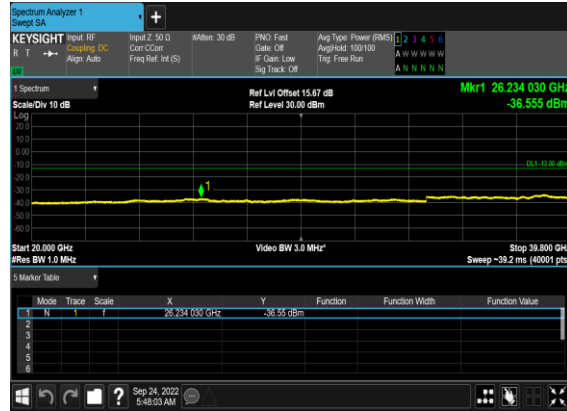 Spectrum Analyzer 1
Swept SA
+
KEYSIGHT
R T
Input: RF
Coupling: DC
Align: Auto
Input Z: 50 Ω
Corr CCorr
Freq Ref: Int (S)
#Atten: 30 dB
PNO: Fast
Gate: Off
IF Gain: Low
Sig Track: Off
Avg Type: Power (RMS)
Avg|Hold: 100/100
Trig: Free Run
1 2 3 4 5 6
A W W W W W
A N N N N N
1 Spectrum
Scale/Div 10 dB
Ref Lvl Offset 15.67 dB
Ref Level 30.00 dBm
Mkr1 26.234 030 GHz
-36.555 dBm
Log
20.0
10.0
0.00
-10.0
-20.0
-30.0
-40.0
-50.0
-60.0
DL1 -13.00 dBm
1
Start 20.000 GHz
#Res BW 1.0 MHz
Video BW 3.0 MHz*
Stop 39.800 GHz
Sweep ~39.2 ms (40001 pts)
5 Marker Table
Mode Trace Scale X Y Function Function Width Function Value
1 N 1 f 26.234 030 GHz -36.55 dBm
2
3
4
5
6
?
Sep 24, 2022
5:48:03 AM